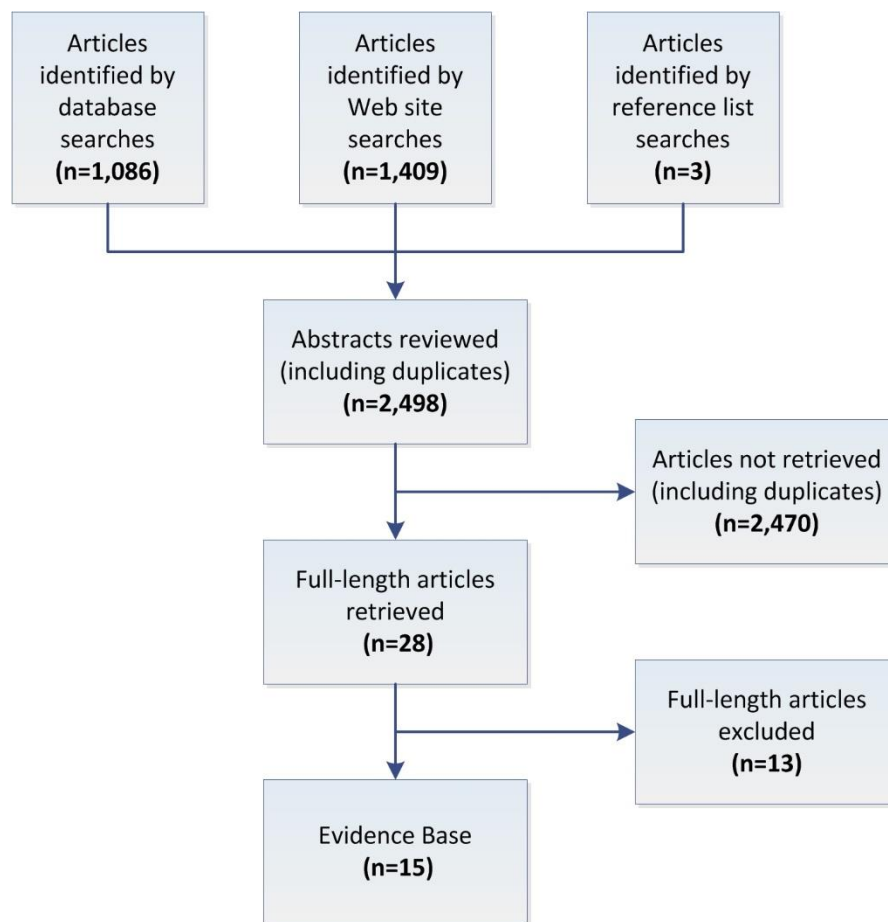 Articles
identified by
database
searches
(n=1,086)
Articles
identified by
Web site
searches
(n=1,409)
Articles
identified by
reference list
searches
(n=3)
Abstracts reviewed
(including duplicates)
(n=2,498)
Articles not retrieved
(including duplicates)
(n=2,470)
Full-length articles
retrieved
(n=28)
Full-length articles
excluded
(n=13)
Evidence Base
(n=15)